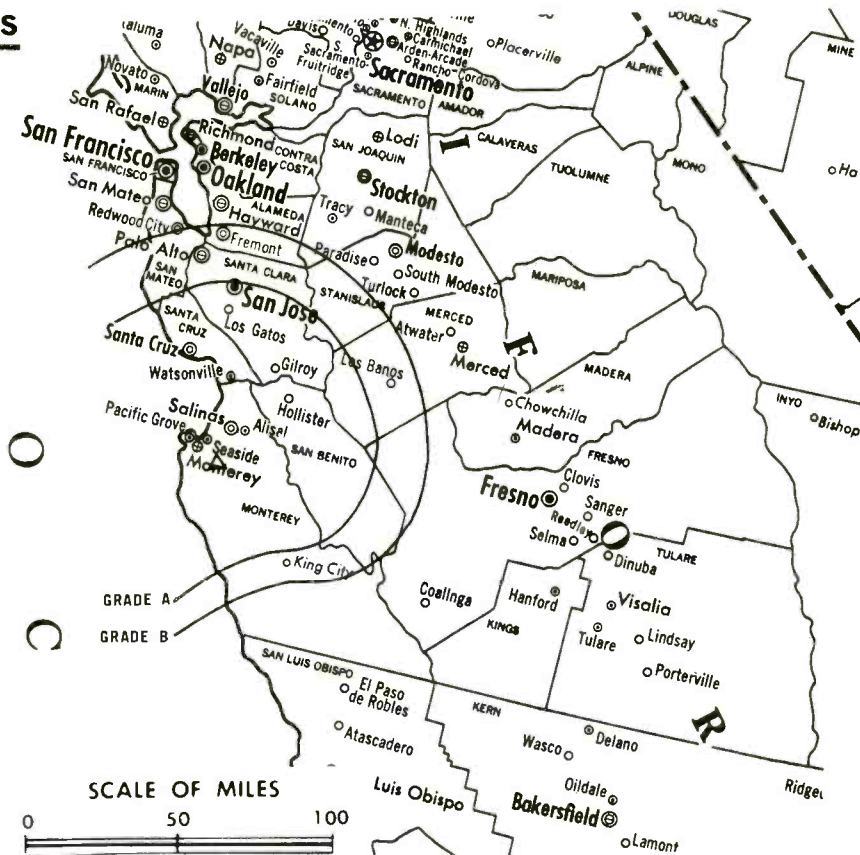 S
DOUGLAS
MINE
N. Highlands
Carmichael
Arden-Arcade
Rancho-Cordova
Placerville
Vacaville
Napa
S. Sacramento-
Fruitridge
Sacramento
ALPINE
Novato
MARIN
Vallejo
Fairfield
SOLANO
SACRAMENTO
AMADOR
San Rafael
Richmond
CONTRA
COSTA
Lodi
SAN JOAQUIN
I
CALAVERAS
San Francisco
SAN FRANCISCO
Berkeley
Oakland
Stockton
TUOLUMNE
MONO
Ha
San Mateo
Hayward
ALAMEDA
Tracy
Manteca
Redwood City
Fremont
Palo Alto
SAN
MATEO
SANTA CLARA
Paradise
Modesto
South Modesto
Turlock
STANISLAUS
MARIPOSA
San Jose
SANTA
CRUZ
Los Gatos
MERCED
Atwater
Merced
F
Santa Cruz
Watsonville
Gilroy
Los Banos
MADERA
INYO
Bishop
Hollister
Chowchilla
Madera
Salinas
Alisal
Pacific Grove
Seaside
Monterey
SAN BENITO
O
FRESNO
Clovis
Fresno
Sanger
Reedley
Selma
O
MONTEREY
TULARE
Dinuba
King City
Coalinga
Hanford
Visalia
GRADE A
GRADE B
KINGS
Tulare
Lindsay
Porterville
C
SAN LUIS OBISPO
El Paso
de Robles
KERN
R
Atascadero
Wasco
Delano
SCALE OF MILES
0 50 100
Luis Obispo
Oildale
Bakersfield
Lamont